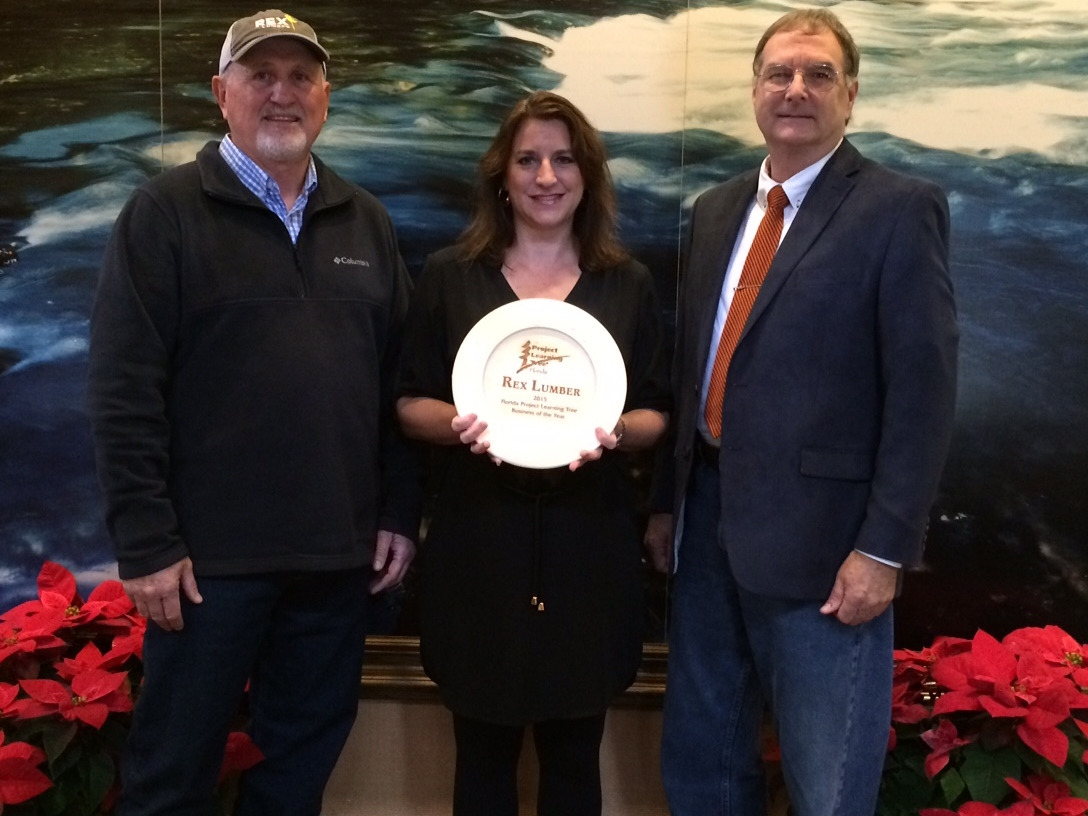 REX
Columbia
Project
Learning
Tree
Florida
REX LUMBER
2015
Florida Project Learning Tree
Business of the Year